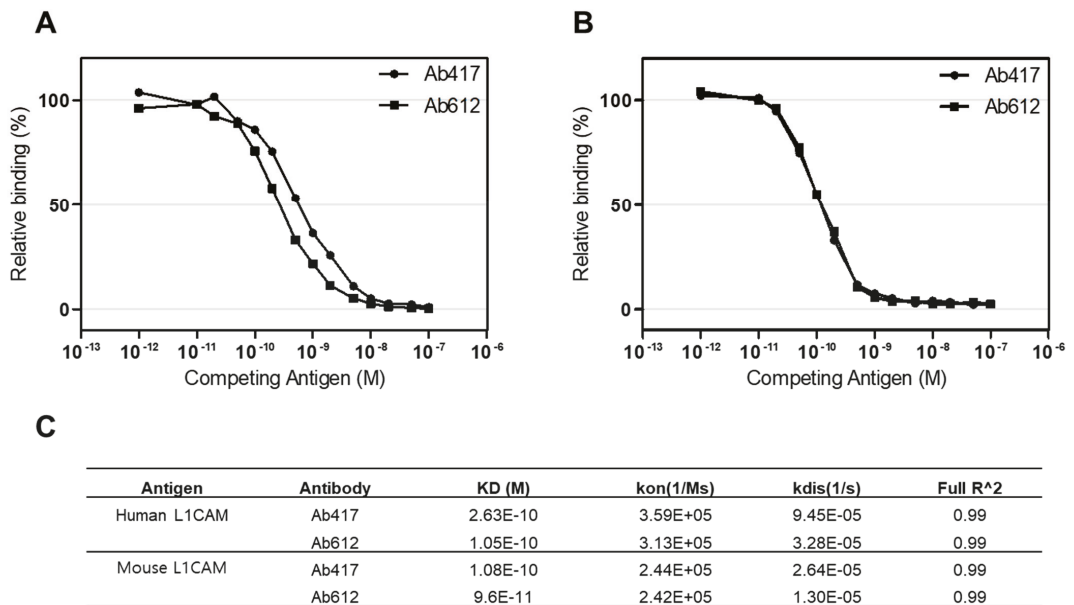 A
Ab417
Ab612
100
50
0
Relative binding (%)
10^-13 10^-12 10^-11 10^-10 10^-9 10^-8 10^-7 10^-6
Competing Antigen (M)
B
Ab417
Ab612
100
50
0
Relative binding (%)
10^-13 10^-12 10^-11 10^-10 10^-9 10^-8 10^-7 10^-6
Competing Antigen (M)
C
Antigen Antibody KD (M) kon(1/Ms) kdis(1/s) Full R^2
Human L1CAM Ab417 2.63E-10 3.59E+05 9.45E-05 0.99
Ab612 1.05E-10 3.13E+05 3.28E-05 0.99
Mouse L1CAM Ab417 1.08E-10 2.44E+05 2.64E-05 0.99
Ab612 9.6E-11 2.42E+05 1.30E-05 0.99